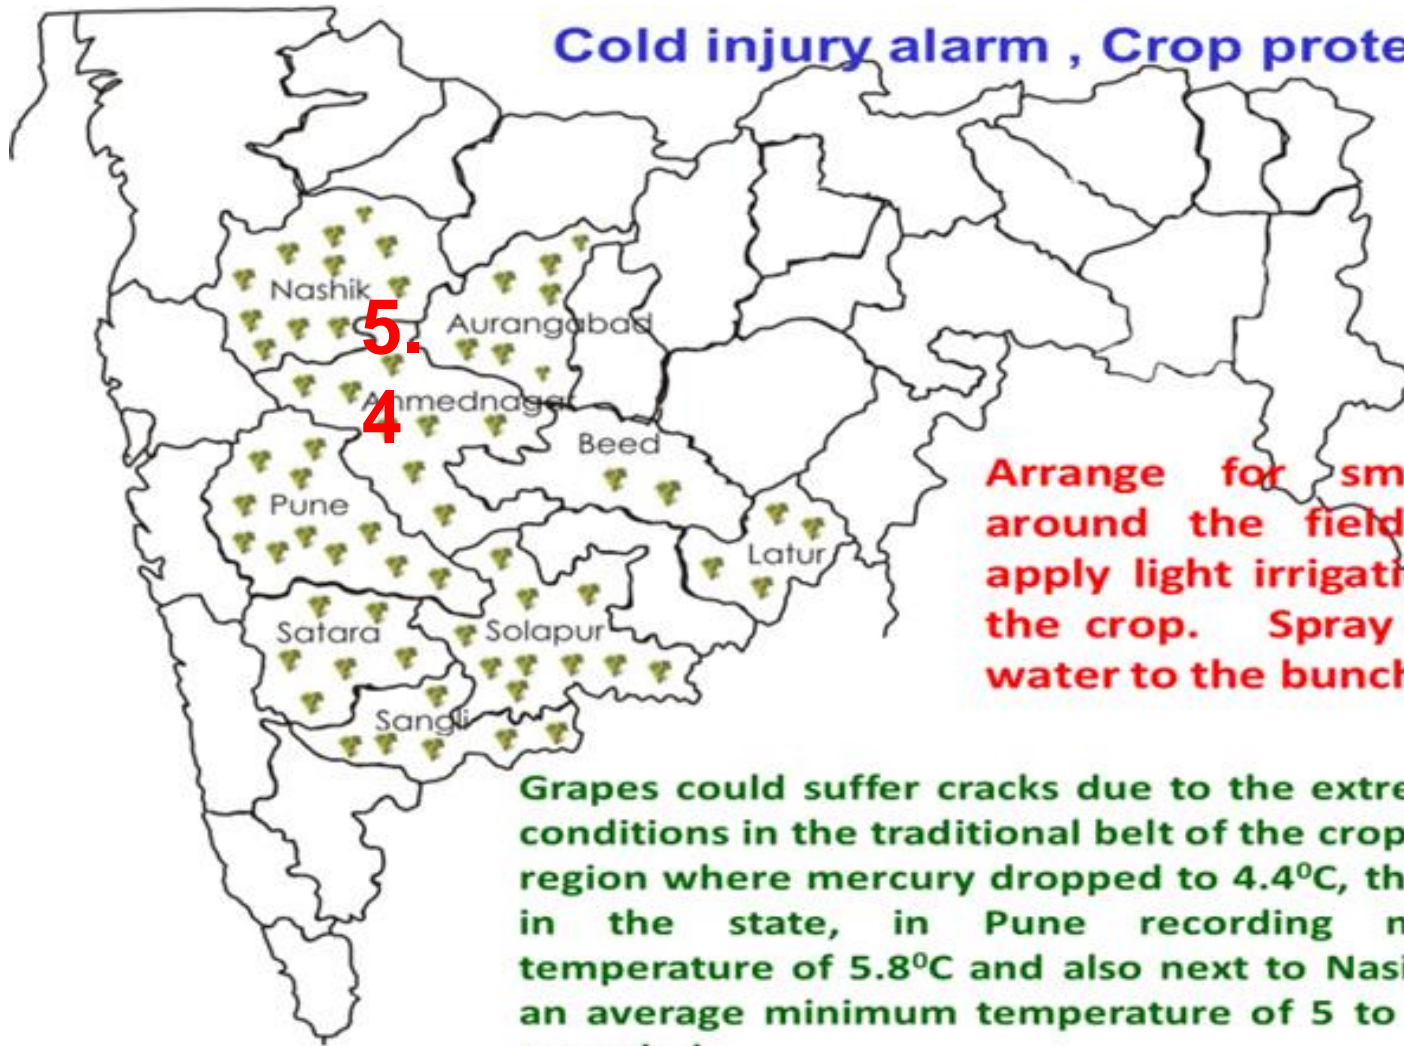 Cold injury alarm , Crop prote
Nashik
5.
Aurangabad
4
Ahmednagar
Beed
Pune
Latur
Satara
Solapur
Sangli
Arrange for sm
around the field
apply light irrigati
the crop. Spray
water to the bunch
Grapes could suffer cracks due to the extre
conditions in the traditional belt of the crop
region where mercury dropped to 4.4⁰C, th
in the state, in Pune recording n
temperature of 5.8⁰C and also next to Nasi
an average minimum temperature of 5 to